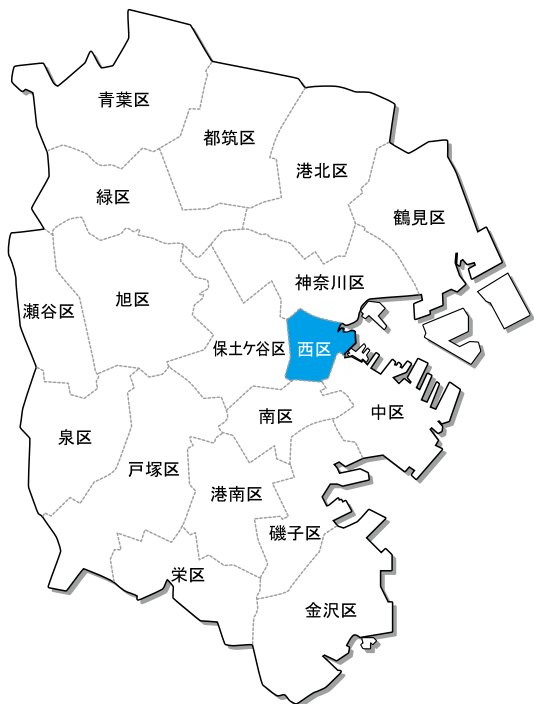 青葉区
都筑区
港北区
緑区
鶴見区
神奈川区
瀬谷区
旭区
保土ケ谷区
西区
中区
南区
泉区
戸塚区
港南区
磯子区
栄区
金沢区